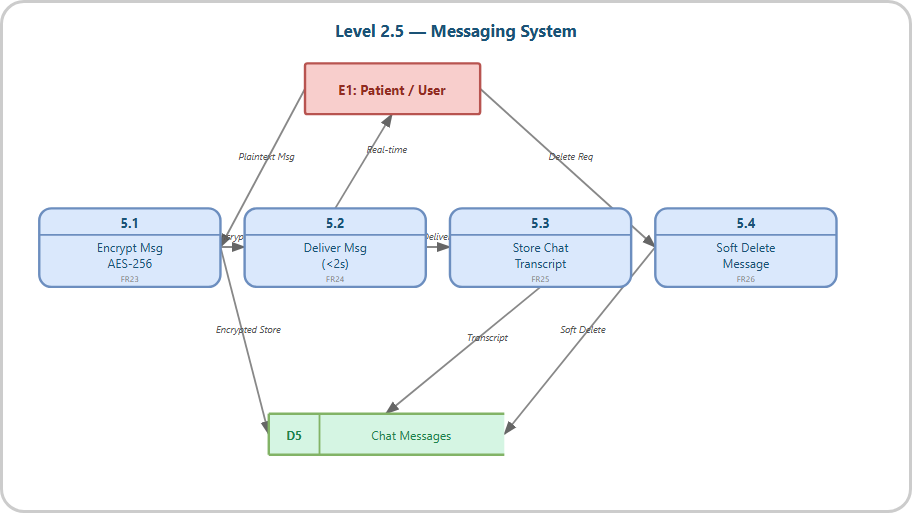 Level 2.5 — Messaging System
E1: Patient / User
Plaintext Msg
Real-time
Delete Req
5.1
Encrypt Msg
AES-256
FR23
5.2
Deliver Msg
(<2s)
FR24
5.3
Store Chat
Transcript
FR25
5.4
Soft Delete
Message
FR26
Encrypted Store
Transcript
Soft Delete
D5
Chat Messages